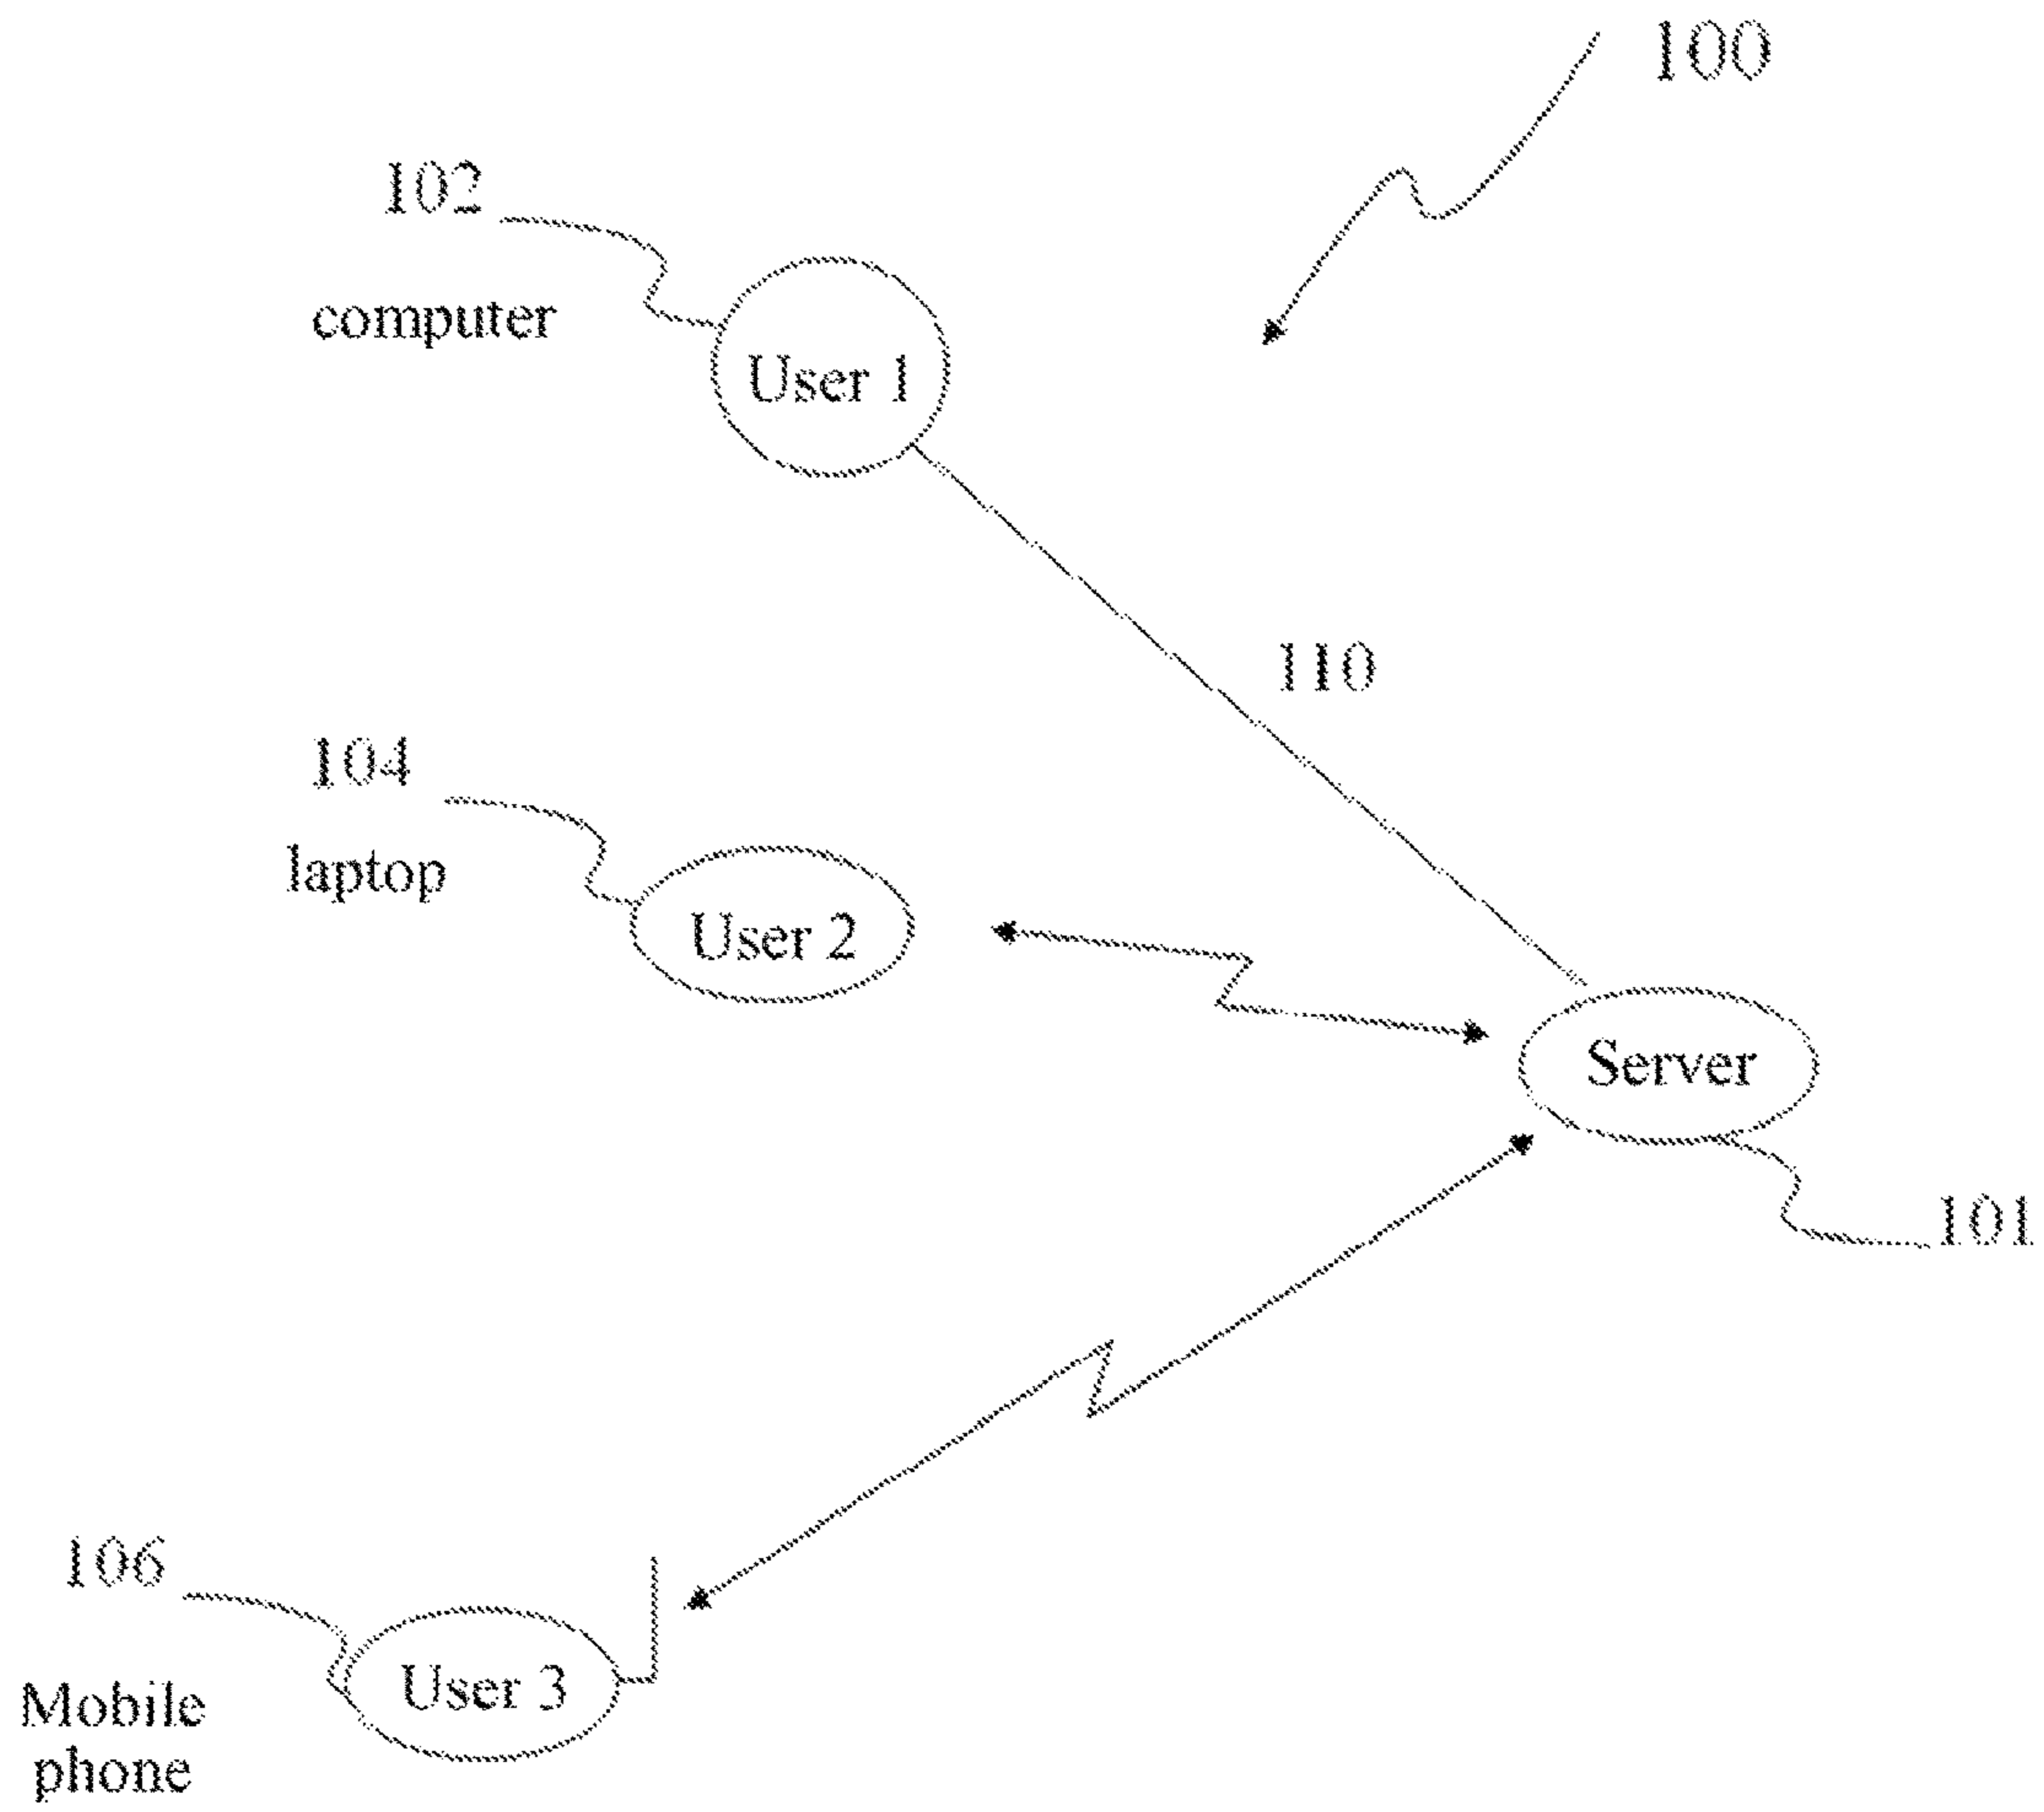 100
102
computer
User 1
110
104
laptop
User 2
Server
101
106
User 3
Mobile
phone